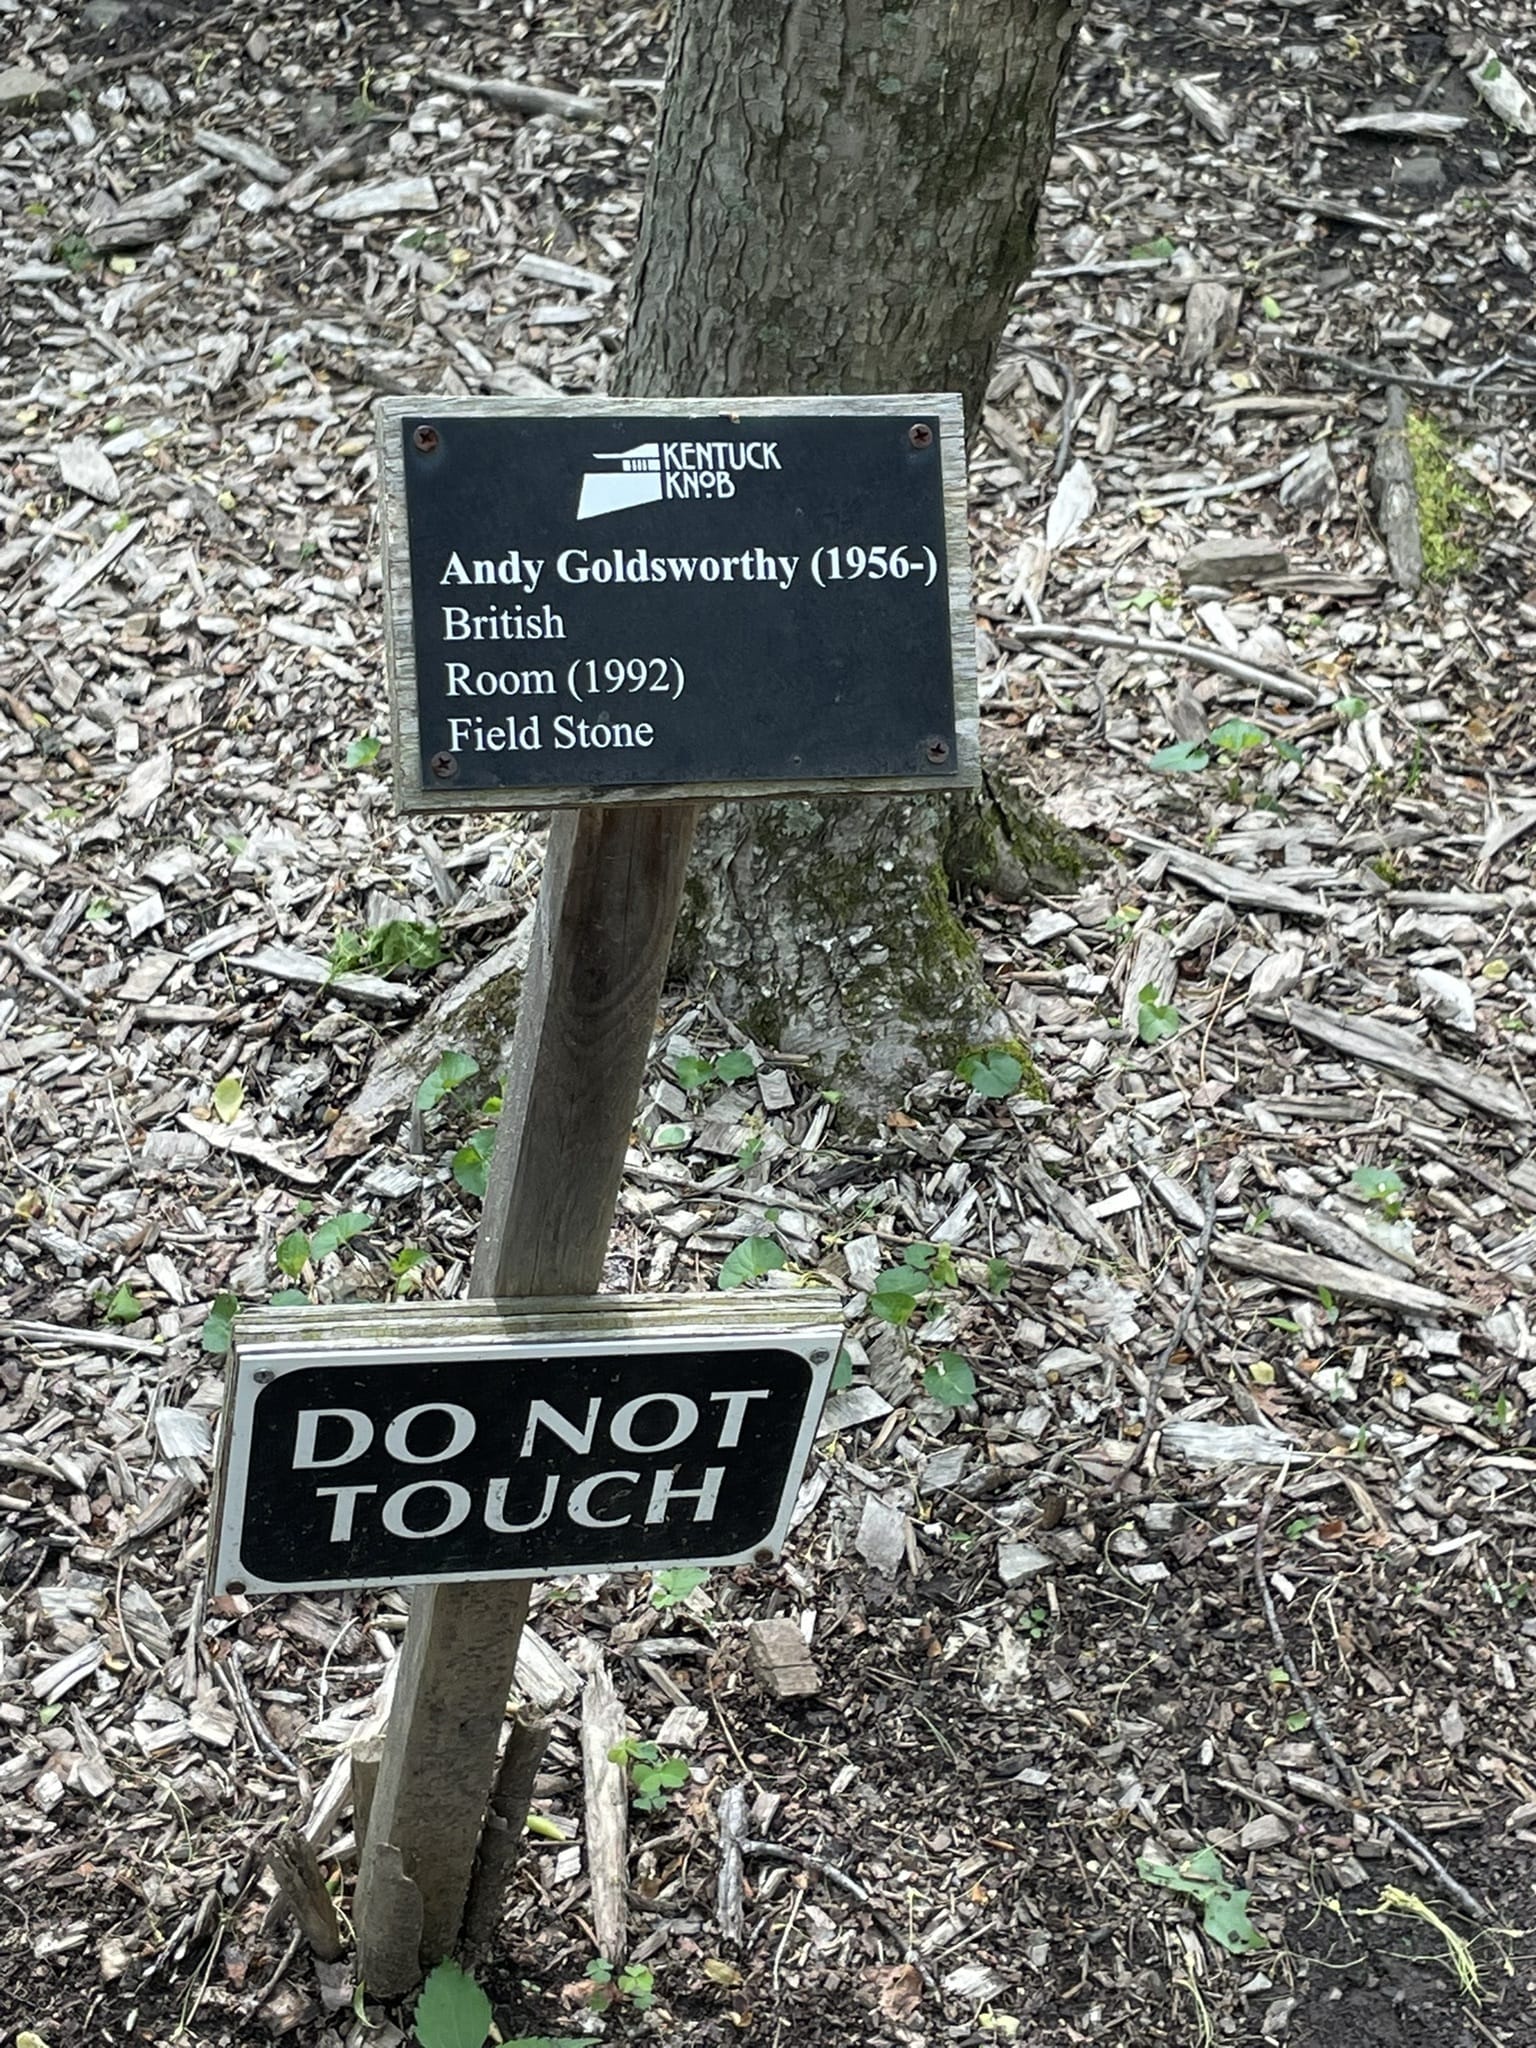 KENTUCK
KNOB
Andy Goldsworthy (1956-)
British
Room (1992)
Field Stone
DO NOT
TOUCH